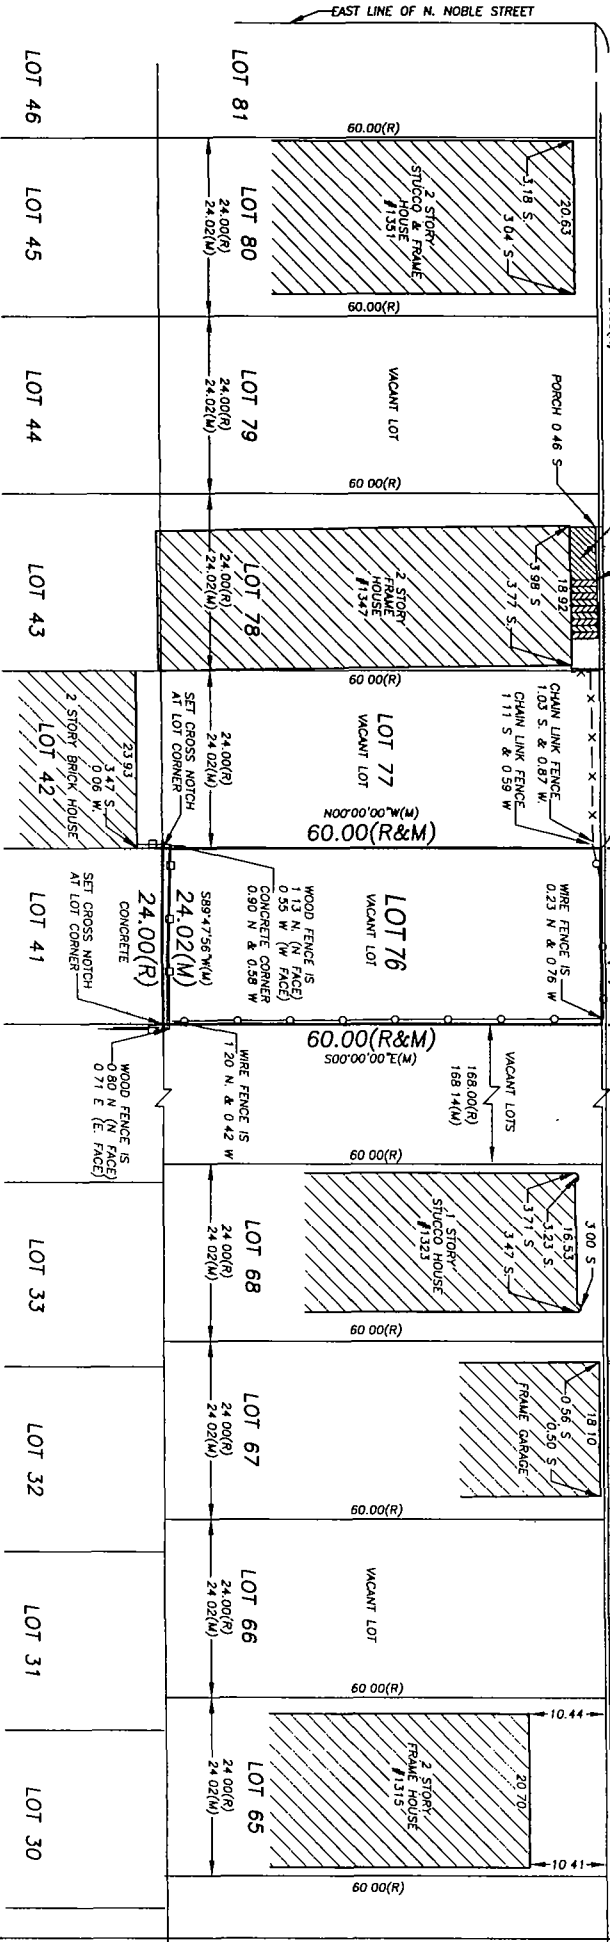 EAST LINE OF N. NOBLE STREET
LOT 46
LOT 81
60.00(R)
LOT 45
LOT 80
24.00(R)
24.02(M)
2 STORY
STUCCO & FRAME
HOUSE
#1351
20.63
3.18 S.
3.04 S
60.00(R)
LOT 44
LOT 79
24.00(R)
24.02(M)
VACANT LOT
PORCH 0.46 S
60 00(R)
LOT 43
LOT 78
24.00(R)
24.02(M)
2 STORY
FRAME
HOUSE
#1347
18 92
3.98 S
3.77 S.
60 00(R)
LOT 42
2 STORY BRICK HOUSE
23.93
3.47 S.
0.06 W.
24.00(R)
24 02(M)
SET CROSS NOTCH
AT LOT CORNER
LOT 77
VACANT LOT
CHAIN LINK FENCE
1.03 S. & 0.87 W.
CHAIN LINK FENCE
1.11 S & 0 59 W
N00°00'00"W(M)
60.00(R&M)
LOT 41
SET CROSS NOTCH
AT LOT CORNER
CONCRETE
24.00(R)
24.02(M)
S89°47'56"W(M)
WOOD FENCE IS
1 13 N. (N FACE)
0 55 W (W FACE)
CONCRETE CORNER
0.90 N & 0.58 W
LOT 76
VACANT LOT
WIRE FENCE IS
0.23 N & 0 76 W
60.00(R&M)
S00°00'00"E(M)
WOOD FENCE IS
0 80 N (N FACE)
0 71 E (E. FACE)
WIRE FENCE IS
1 20 N. & 0 42 W
VACANT LOTS
168.00(R)
168 14(M)
60 00(R)
LOT 33
LOT 68
24 00(R)
24 02(M)
1 STORY
STUCCO HOUSE
#1323
3 00 S
16.53
3.23 S.
3 71 S
3 47 S.
60 00(R)
LOT 32
LOT 67
24 00(R)
24 02(M)
FRAME GARAGE
18 10
0 56 S
0.50 S
60.00(R)
LOT 31
LOT 66
24.00(R)
24 02(M)
VACANT LOT
60 00(R)
LOT 30
LOT 65
24 00(R)
24 02(M)
2 STORY
FRAME HOUSE
#1315
20 70
10.44
10 41
60 00(R)